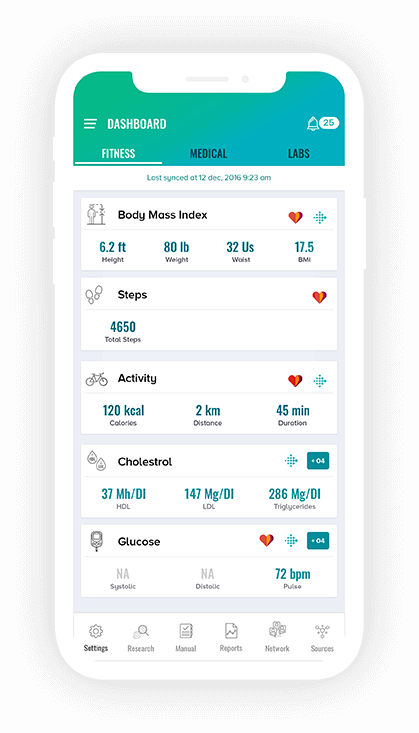 DASHBOARD 25
FITNESS MEDICAL LABS
Last synced at 12 dec, 2016 9:23 am
Body Mass Index
6.2 ft 80 lb 32 Us 17.5
Height Weight Waist BMI
Steps
4650
Total Steps
Activity
120 kcal 2 km 45 min
Calories Distance Duration
Cholestrol +04
37 Mh/Dl 147 Mg/Dl 286 Mg/Dl
HDL LDL Triglycerides
Glucose +04
NA NA 72 bpm
Systolic Distolic Pulse
Settings Research Manual Reports Network Sources